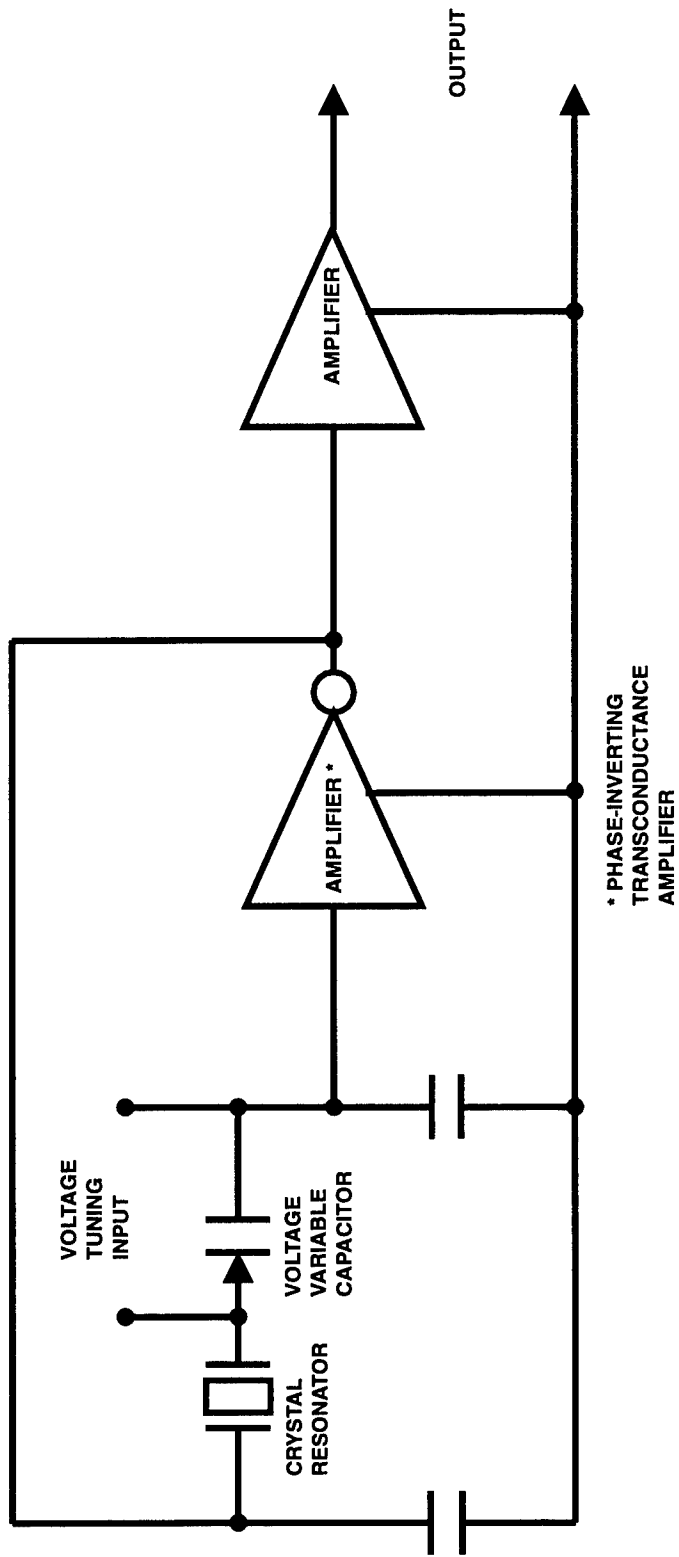 VOLTAGE
TUNING
INPUT
CRYSTAL
RESONATOR
VOLTAGE
VARIABLE
CAPACITOR
AMPLIFIER *
AMPLIFIER
OUTPUT
* PHASE-INVERTING
TRANSCONDUCTANCE
AMPLIFIER